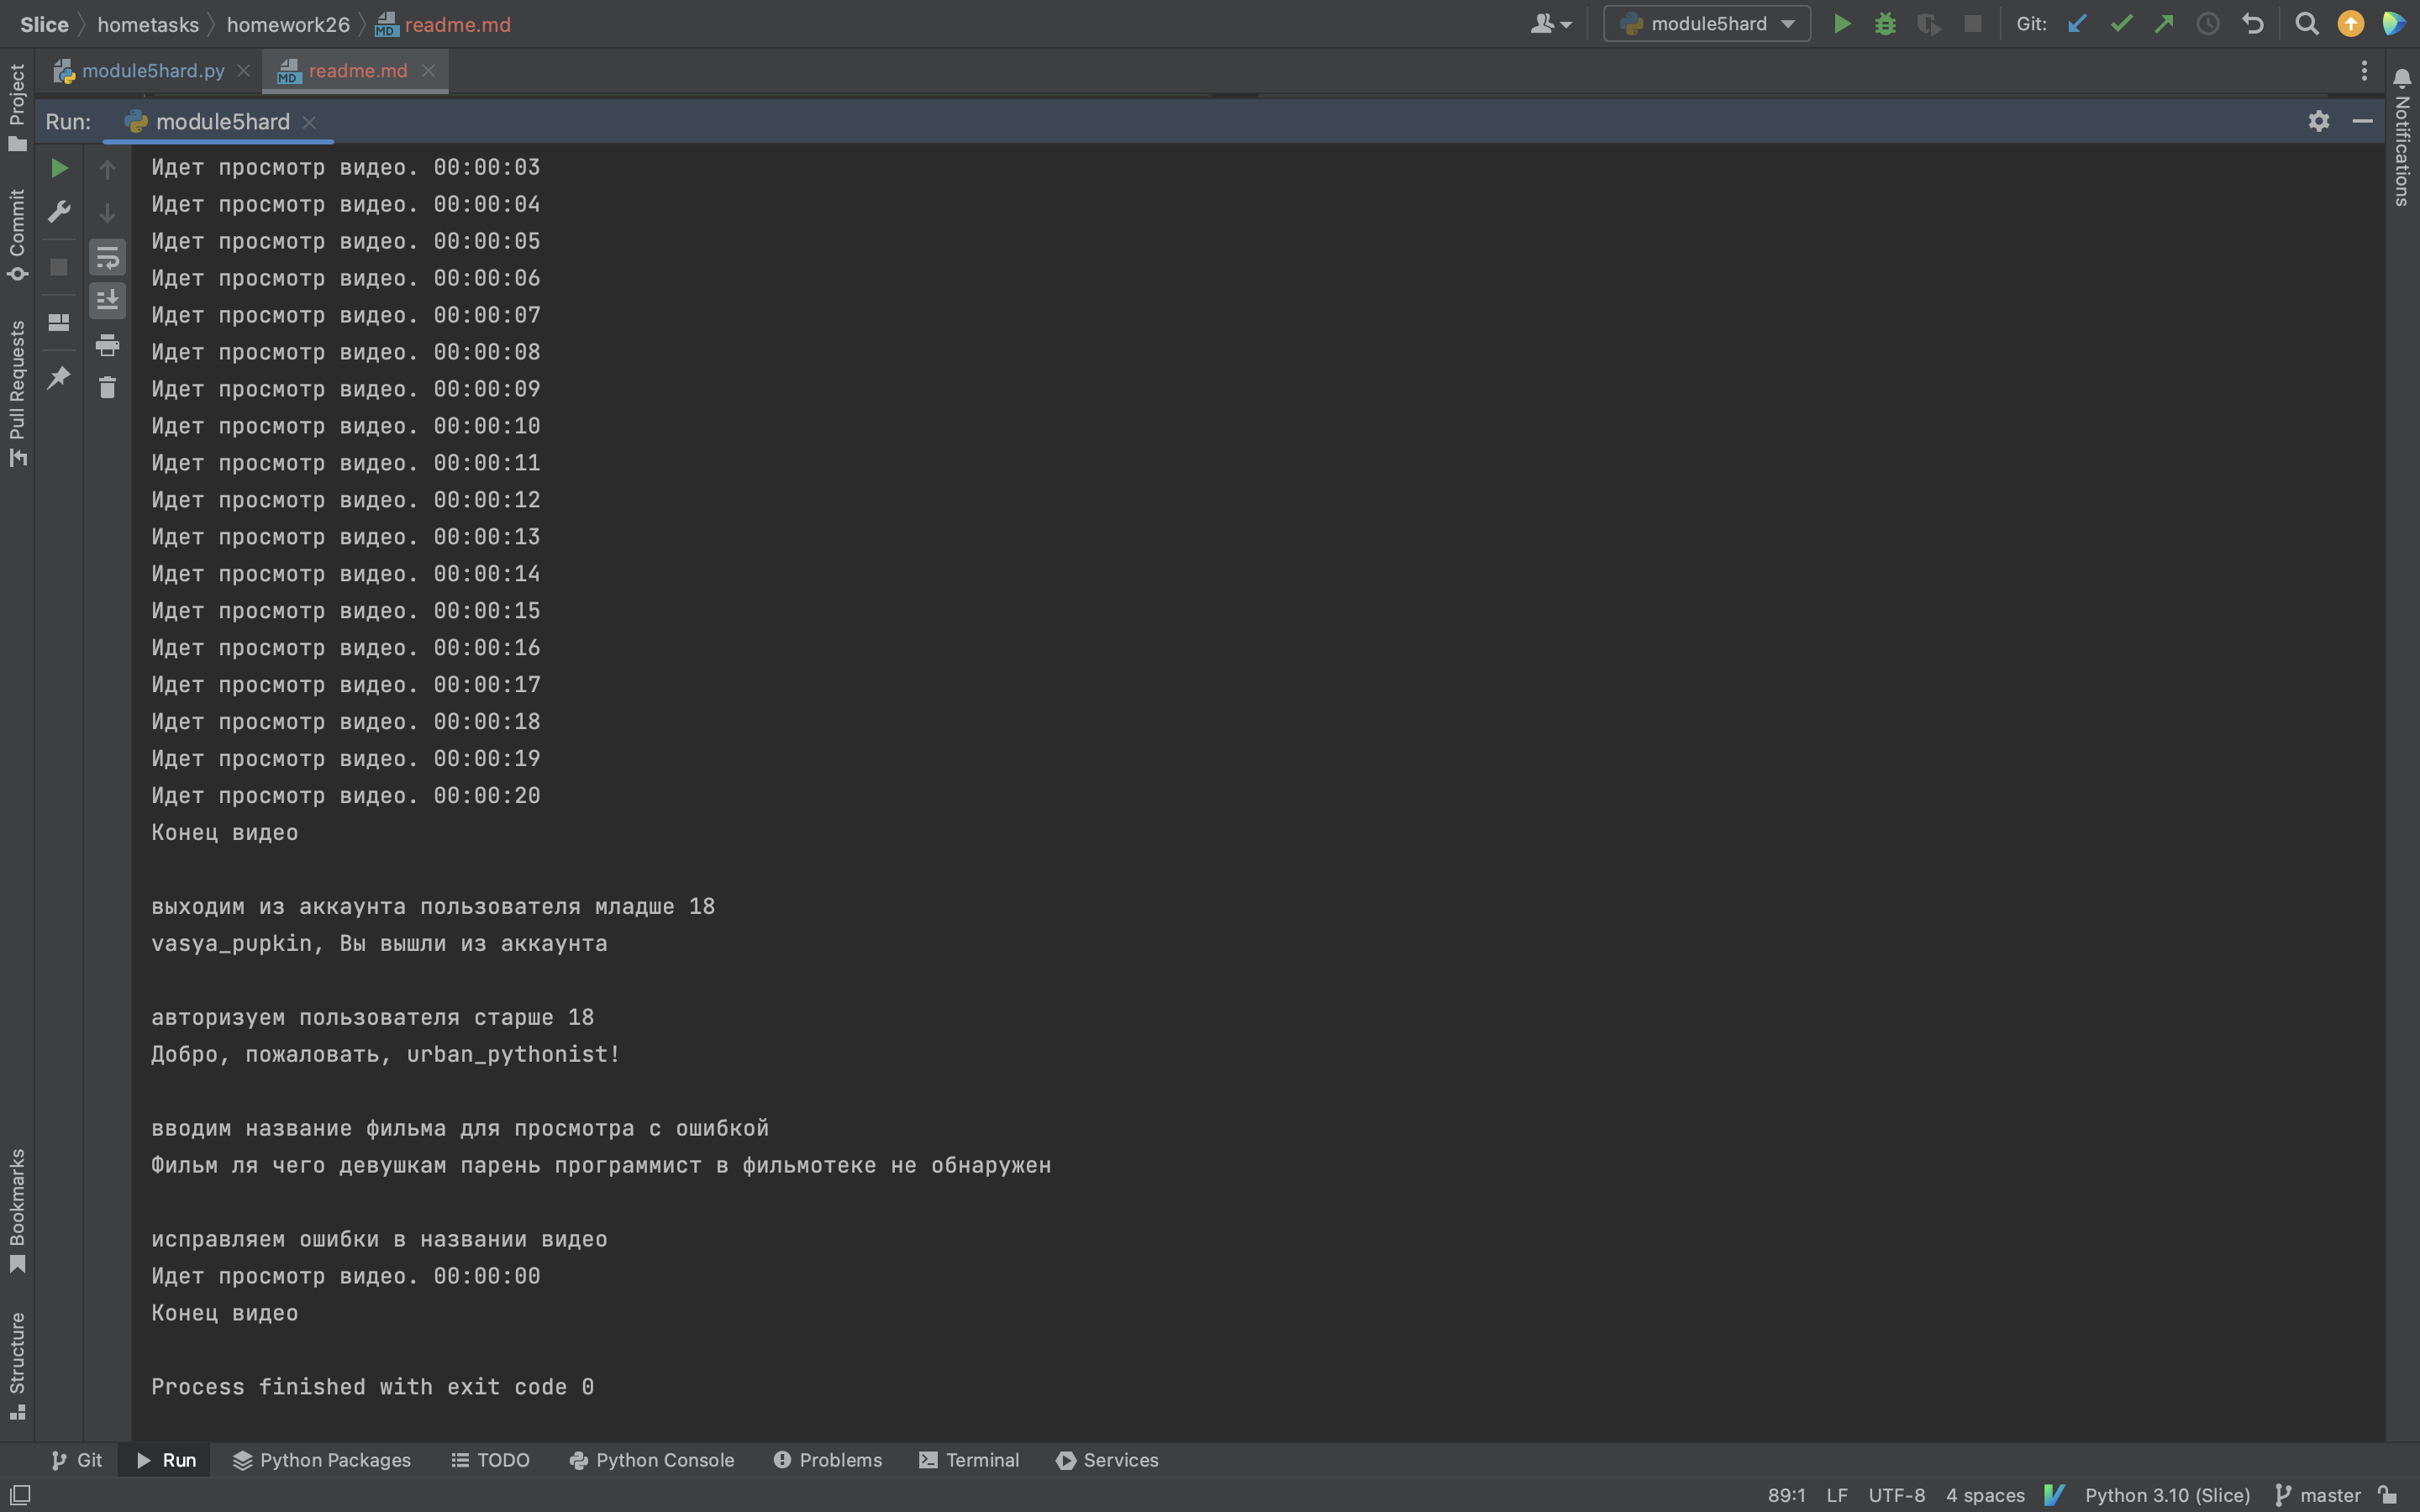 Slice hometasks homework26 readme.md module5hard Git:
module5hard.py readme.md
Run: module5hard
Идет просмотр видео. 00:00:03
Идет просмотр видео. 00:00:04
Идет просмотр видео. 00:00:05
Идет просмотр видео. 00:00:06
Идет просмотр видео. 00:00:07
Идет просмотр видео. 00:00:08
Идет просмотр видео. 00:00:09
Идет просмотр видео. 00:00:10
Идет просмотр видео. 00:00:11
Идет просмотр видео. 00:00:12
Идет просмотр видео. 00:00:13
Идет просмотр видео. 00:00:14
Идет просмотр видео. 00:00:15
Идет просмотр видео. 00:00:16
Идет просмотр видео. 00:00:17
Идет просмотр видео. 00:00:18
Идет просмотр видео. 00:00:19
Идет просмотр видео. 00:00:20
Конец видео
выходим из аккаунта пользователя младше 18
vasya_pupkin, Вы вышли из аккаунта
авторизуем пользователя старше 18
Добро, пожаловать, urban_pythonist!
вводим название фильма для просмотра с ошибкой
Фильм ля чего девушкам парень программист в фильмотеке не обнаружен
исправляем ошибки в названии видео
Идет просмотр видео. 00:00:00
Конец видео
Process finished with exit code 0
Project
Commit
Pull Requests
Bookmarks
Structure
Notifications
Git Run Python Packages TODO Python Console Problems Terminal Services
89:1 LF UTF-8 4 spaces Python 3.10 (Slice) master